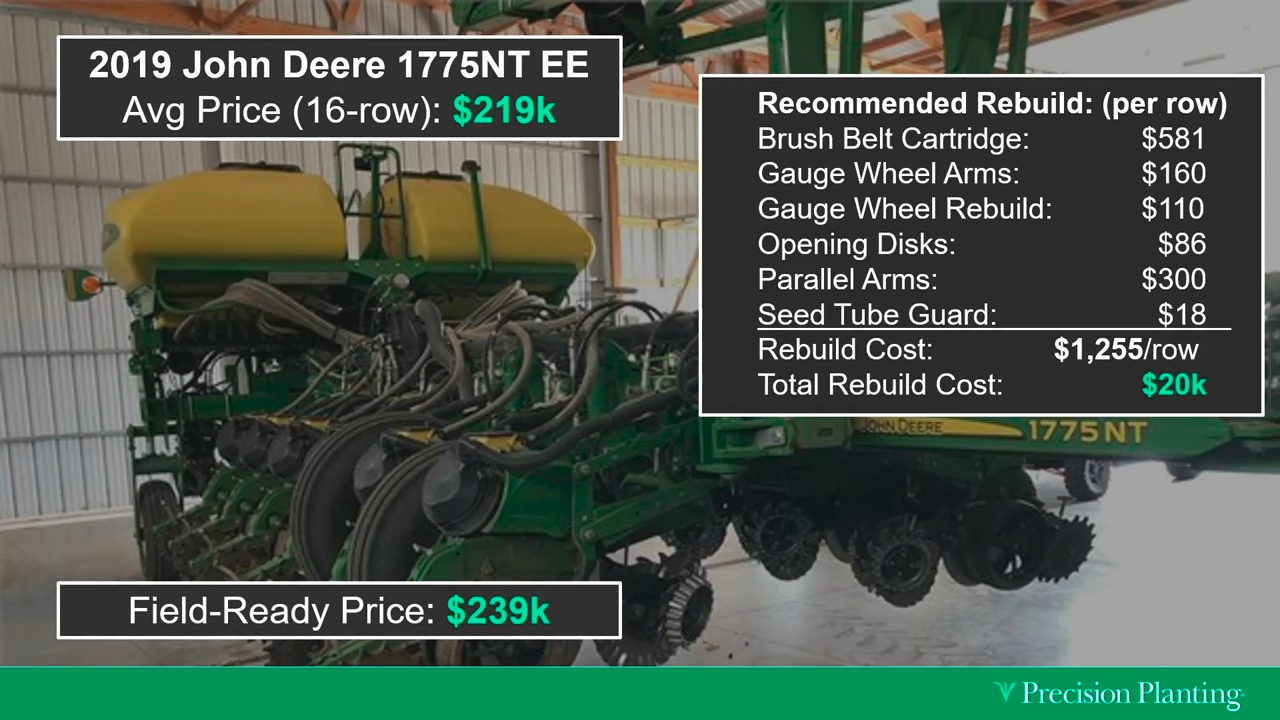 2019 John Deere 1775NT EE
Avg Price (16-row): $219k
Recommended Rebuild: (per row)
Brush Belt Cartridge: $581
Gauge Wheel Arms: $160
Gauge Wheel Rebuild: $110
Opening Disks: $86
Parallel Arms: $300
Seed Tube Guard: $18
Rebuild Cost: $1,255/row
Total Rebuild Cost: $20k
JOHN DEERE
1775 NT
Field-Ready Price: $239k
Precision Planting